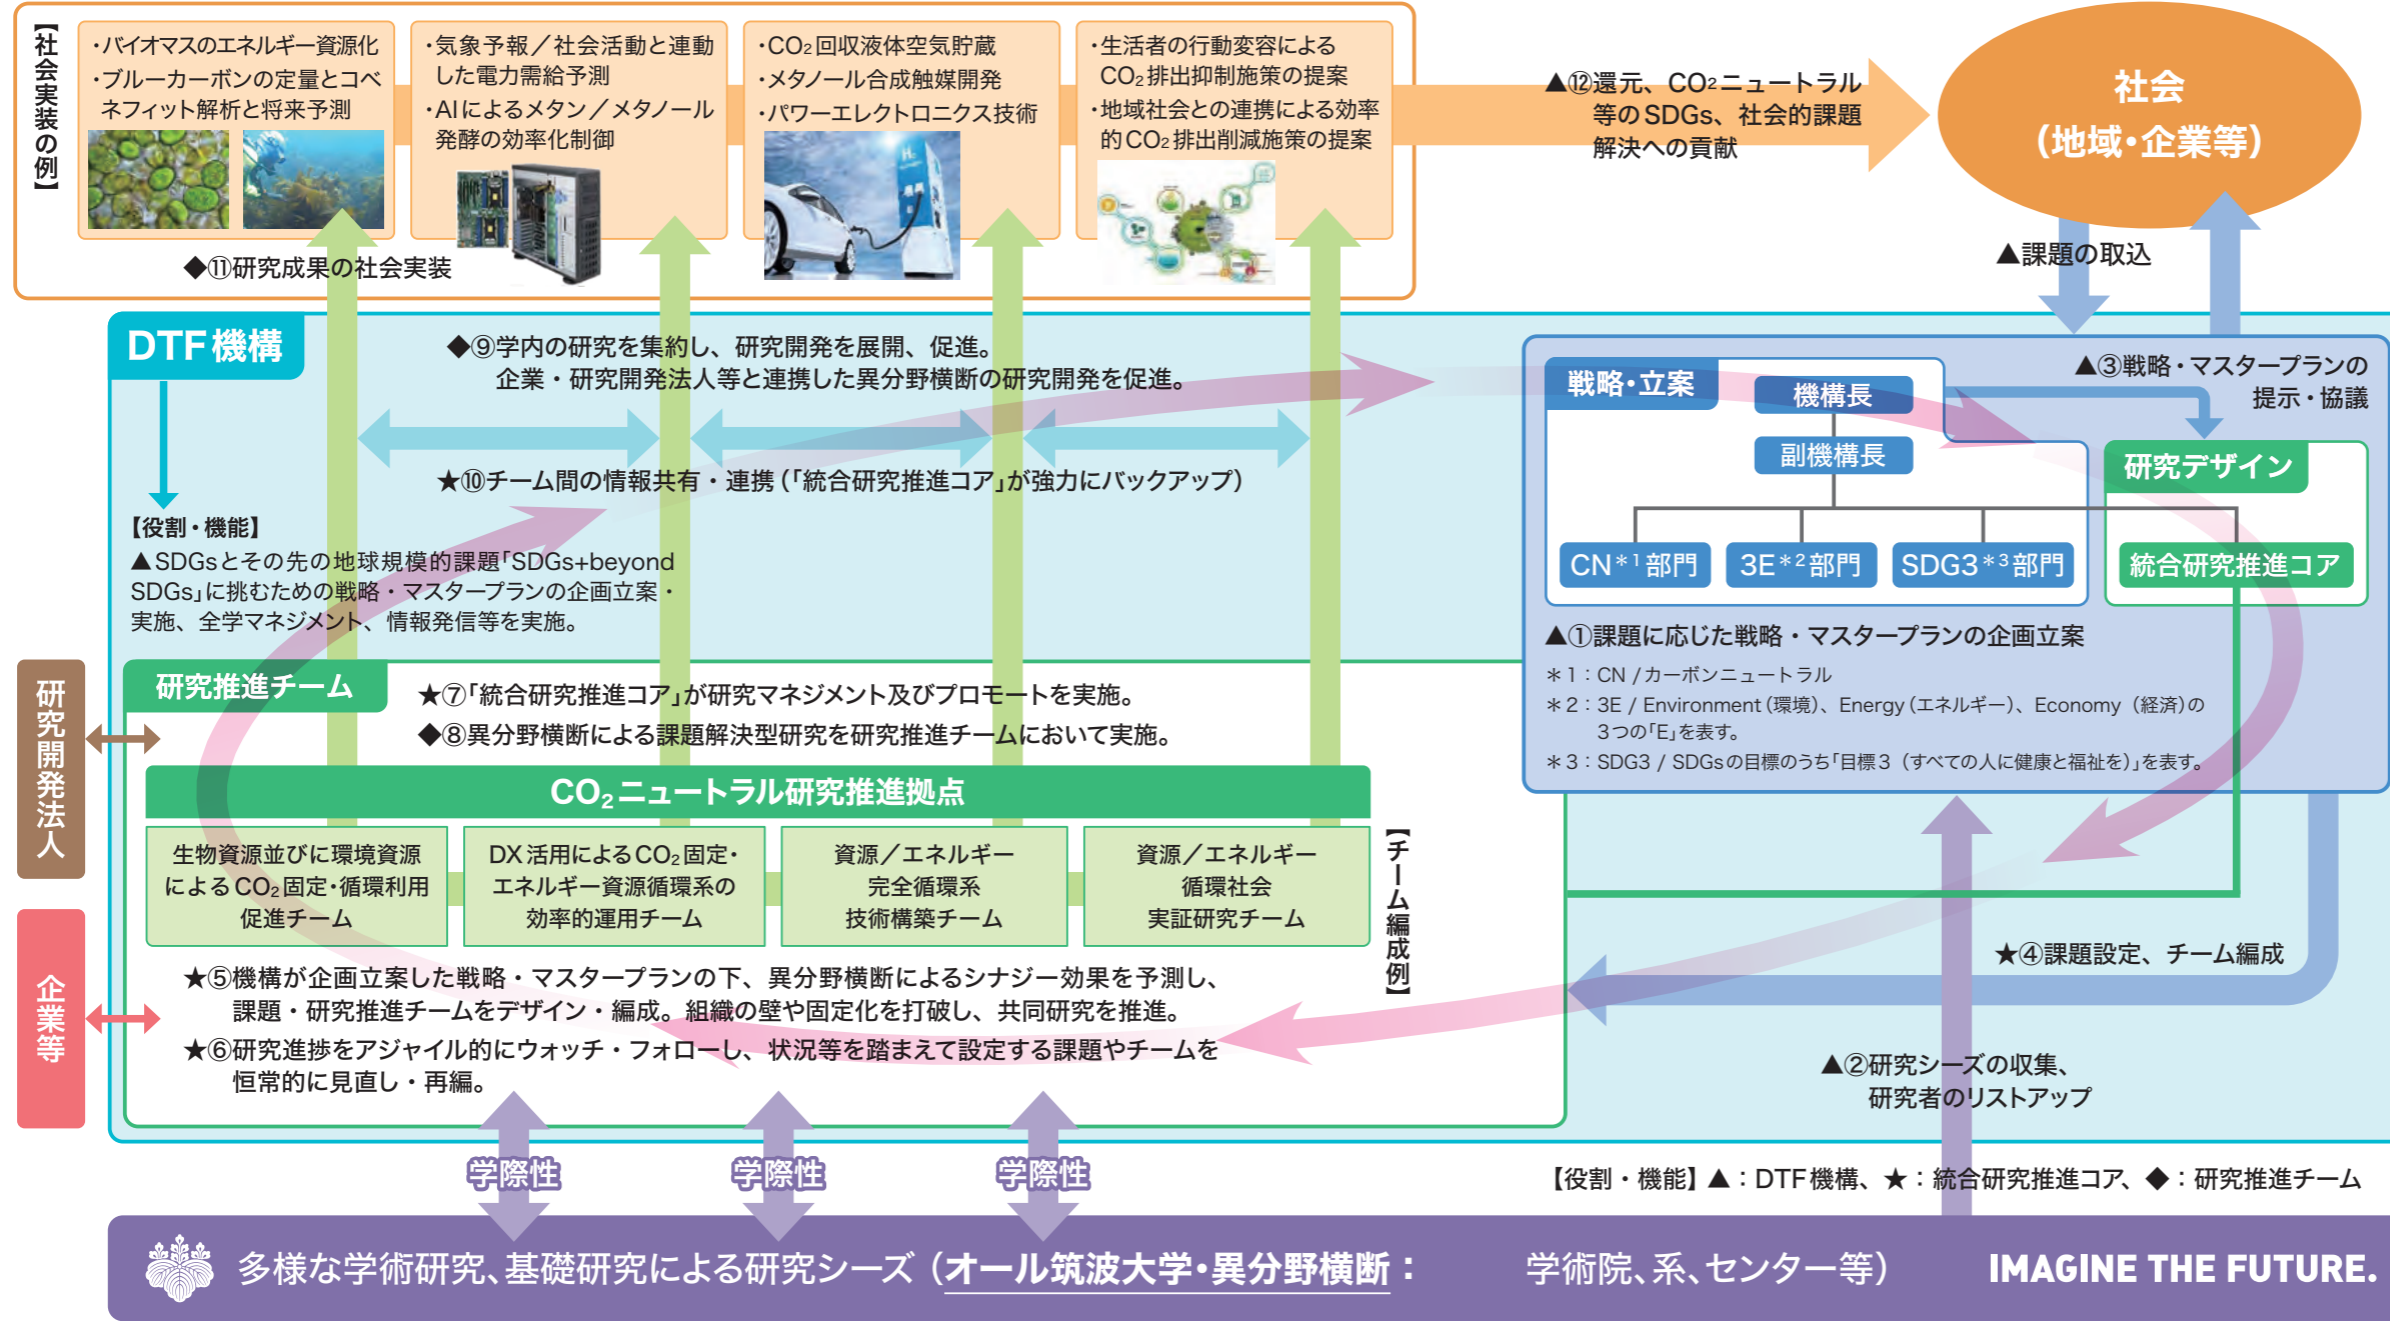 【社会実装の例】
・バイオマスのエネルギー資源化
・ブルーカーボンの定量とコベ
ネフィット解析と将来予測
・気象予報／社会活動と連動
した電力需給予測
・AIによるメタン／メタノール
発酵の効率化制御
・CO2回収液体空気貯蔵
・メタノール合成触媒開発
・パワーエレクトロニクス技術
・生活者の行動変容による
CO2排出抑制施策の提案
・地域社会との連携による効率
的CO2排出削減施策の提案
▲⑫還元、CO2ニュートラル
等のSDGs、社会的課題
解決への貢献
社会
（地域・企業等）
◆⑪研究成果の社会実装
▲課題の取込
DTF機構
◆⑨学内の研究を集約し、研究開発を展開、促進。
企業・研究開発法人等と連携した異分野横断の研究開発を促進。
★⑩チーム間の情報共有・連携（「統合研究推進コア」が強力にバックアップ）
【役割・機能】
▲SDGsとその先の地球規模的課題「SDGs+beyond
SDGs」に挑むための戦略・マスタープランの企画立案・
実施、全学マネジメント、情報発信等を実施。
戦略・立案
機構長
副機構長
▲③戦略・マスタープランの
提示・協議
研究デザイン
CN＊1部門
3E＊2部門
SDG3＊3部門
統合研究推進コア
▲①課題に応じた戦略・マスタープランの企画立案
＊1：CN /カーボンニュートラル
＊2：3E / Environment（環境）、Energy（エネルギー）、Economy（経済）の
3つの「E」を表す。
＊3：SDG3 / SDGsの目標のうち「目標3（すべての人に健康と福祉を）」を表す。
研究開発法人
企業等
研究推進チーム
★⑦「統合研究推進コア」が研究マネジメント及びプロモートを実施。
◆⑧異分野横断による課題解決型研究を研究推進チームにおいて実施。
CO2ニュートラル研究推進拠点
生物資源並びに環境資源
によるCO2固定・循環利用
促進チーム
DX活用によるCO2固定・
エネルギー資源循環系の
効率的運用チーム
資源／エネルギー
完全循環系
技術構築チーム
資源／エネルギー
循環社会
実証研究チーム
【チーム編成例】
★⑤機構が企画立案した戦略・マスタープランの下、異分野横断によるシナジー効果を予測し、
課題・研究推進チームをデザイン・編成。組織の壁や固定化を打破し、共同研究を推進。
★⑥研究進捗をアジャイル的にウォッチ・フォローし、状況等を踏まえて設定する課題やチームを
恒常的に見直し・再編。
★④課題設定、チーム編成
▲②研究シーズの収集、
研究者のリストアップ
学際性
学際性
学際性
【役割・機能】▲：DTF機構、★：統合研究推進コア、◆：研究推進チーム
多様な学術研究、基礎研究による研究シーズ（オール筑波大学・異分野横断： 学術院、系、センター等）
IMAGINE THE FUTURE.